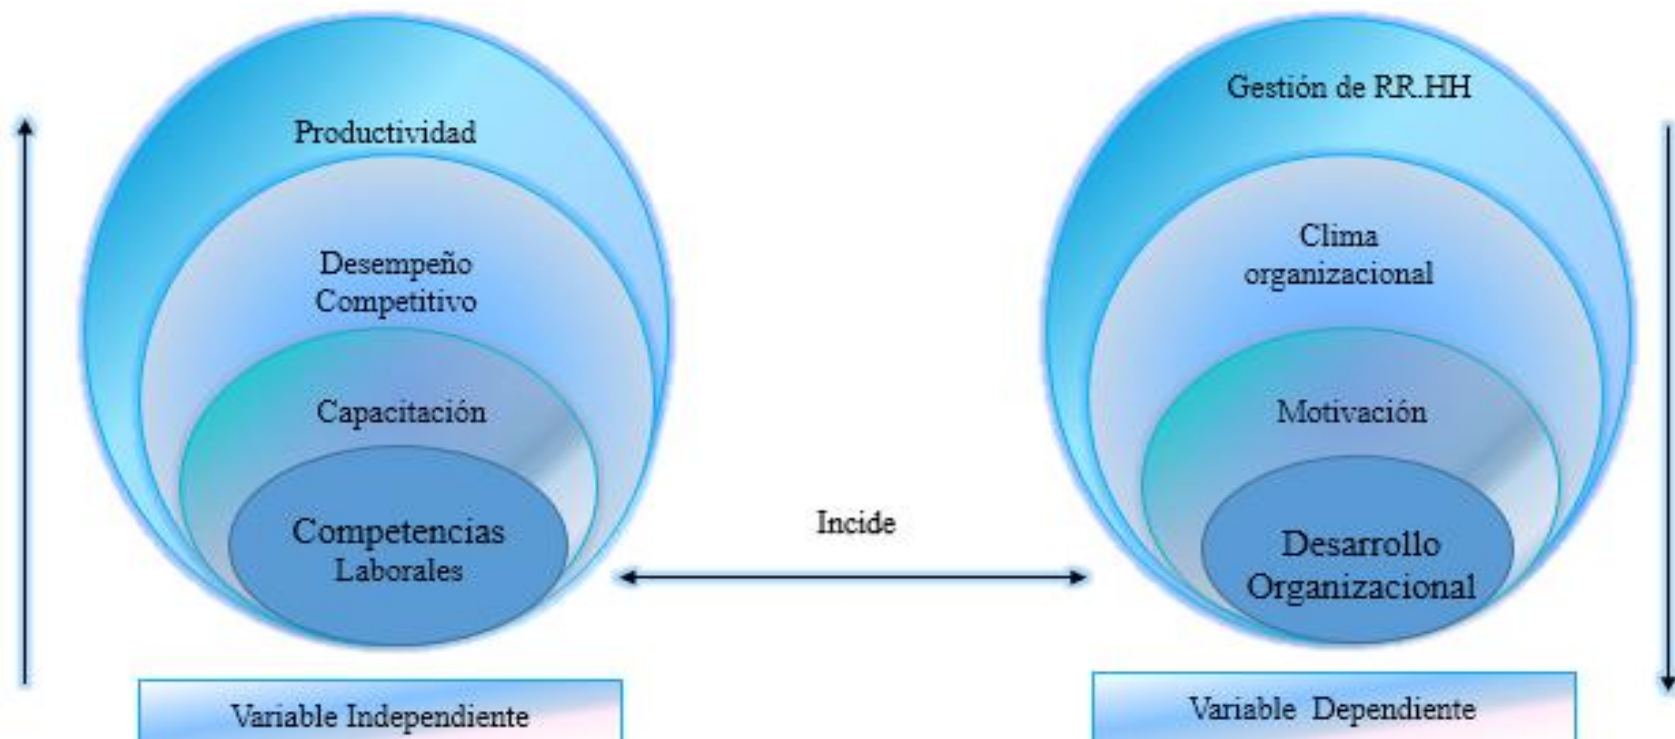 Productividad
Desempeño
Competitivo
Capacitación
Competencias
Laborales
Variable Independiente
Incide
Gestión de RR.HH
Clima
organizacional
Motivación
Desarrollo
Organizacional
Variable Dependiente